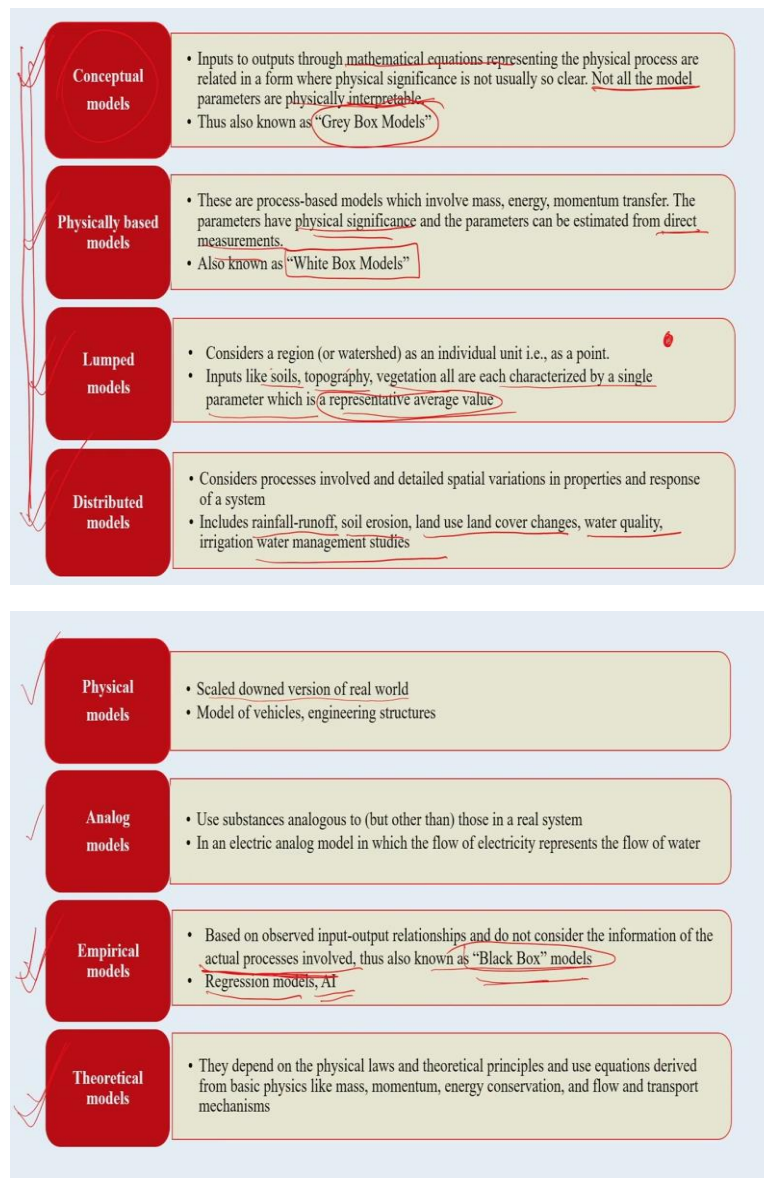 Conceptual
models
• Inputs to outputs through mathematical equations representing the physical process are
related in a form where physical significance is not usually so clear. Not all the model
parameters are physically interpretable.
• Thus also known as “Grey Box Models”
Physically based
models
• These are process-based models which involve mass, energy, momentum transfer. The
parameters have physical significance and the parameters can be estimated from direct
measurements.
• Also known as “White Box Models”
Lumped
models
• Considers a region (or watershed) as an individual unit i.e., as a point.
• Inputs like soils, topography, vegetation all are each characterized by a single
parameter which is a representative average value
Distributed
models
• Considers processes involved and detailed spatial variations in properties and response
of a system
• Includes rainfall-runoff, soil erosion, land use land cover changes, water quality,
irrigation water management studies
Physical
models
• Scaled downed version of real world
• Model of vehicles, engineering structures
Analog
models
• Use substances analogous to (but other than) those in a real system
• In an electric analog model in which the flow of electricity represents the flow of water
Empirical
models
• Based on observed input-output relationships and do not consider the information of the
actual processes involved, thus also known as “Black Box” models
• Regression models, AI
Theoretical
models
• They depend on the physical laws and theoretical principles and use equations derived
from basic physics like mass, momentum, energy conservation, and flow and transport
mechanisms